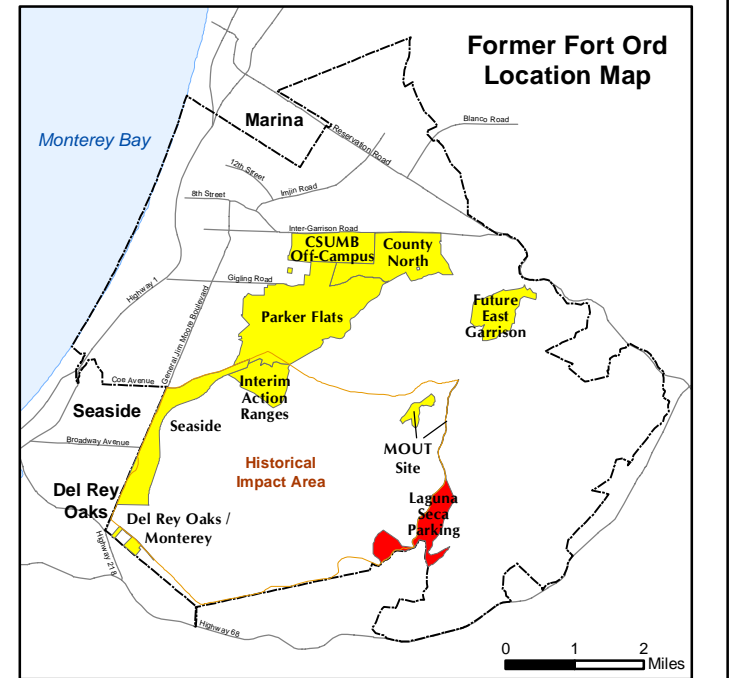 Former Fort Ord
Location Map
Marina
Monterey Bay
Blanco Road
Reservation Road
12th Street
Imjin Road
8th Street
Inter-Garrison Road
CSUMB
Off-Campus
County
North
Gigling Road
Highway 1
General Jim Moore Boulevard
Parker Flats
Future
East
Garrison
Coe Avenue
Interim
Action
Ranges
Seaside
Seaside
Broadway Avenue
MOUT
Site
Historical
Impact Area
Del Rey
Oaks
Laguna
Seca
Parking
Del Rey Oaks /
Monterey
Highway 218
Highway 68
0 1 2
Miles